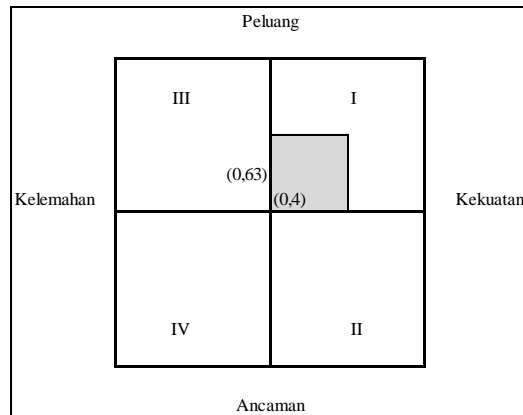 Peluang
III I
(0,63)
Kelemahan (0,4) Kekuatan
IV II
Ancaman